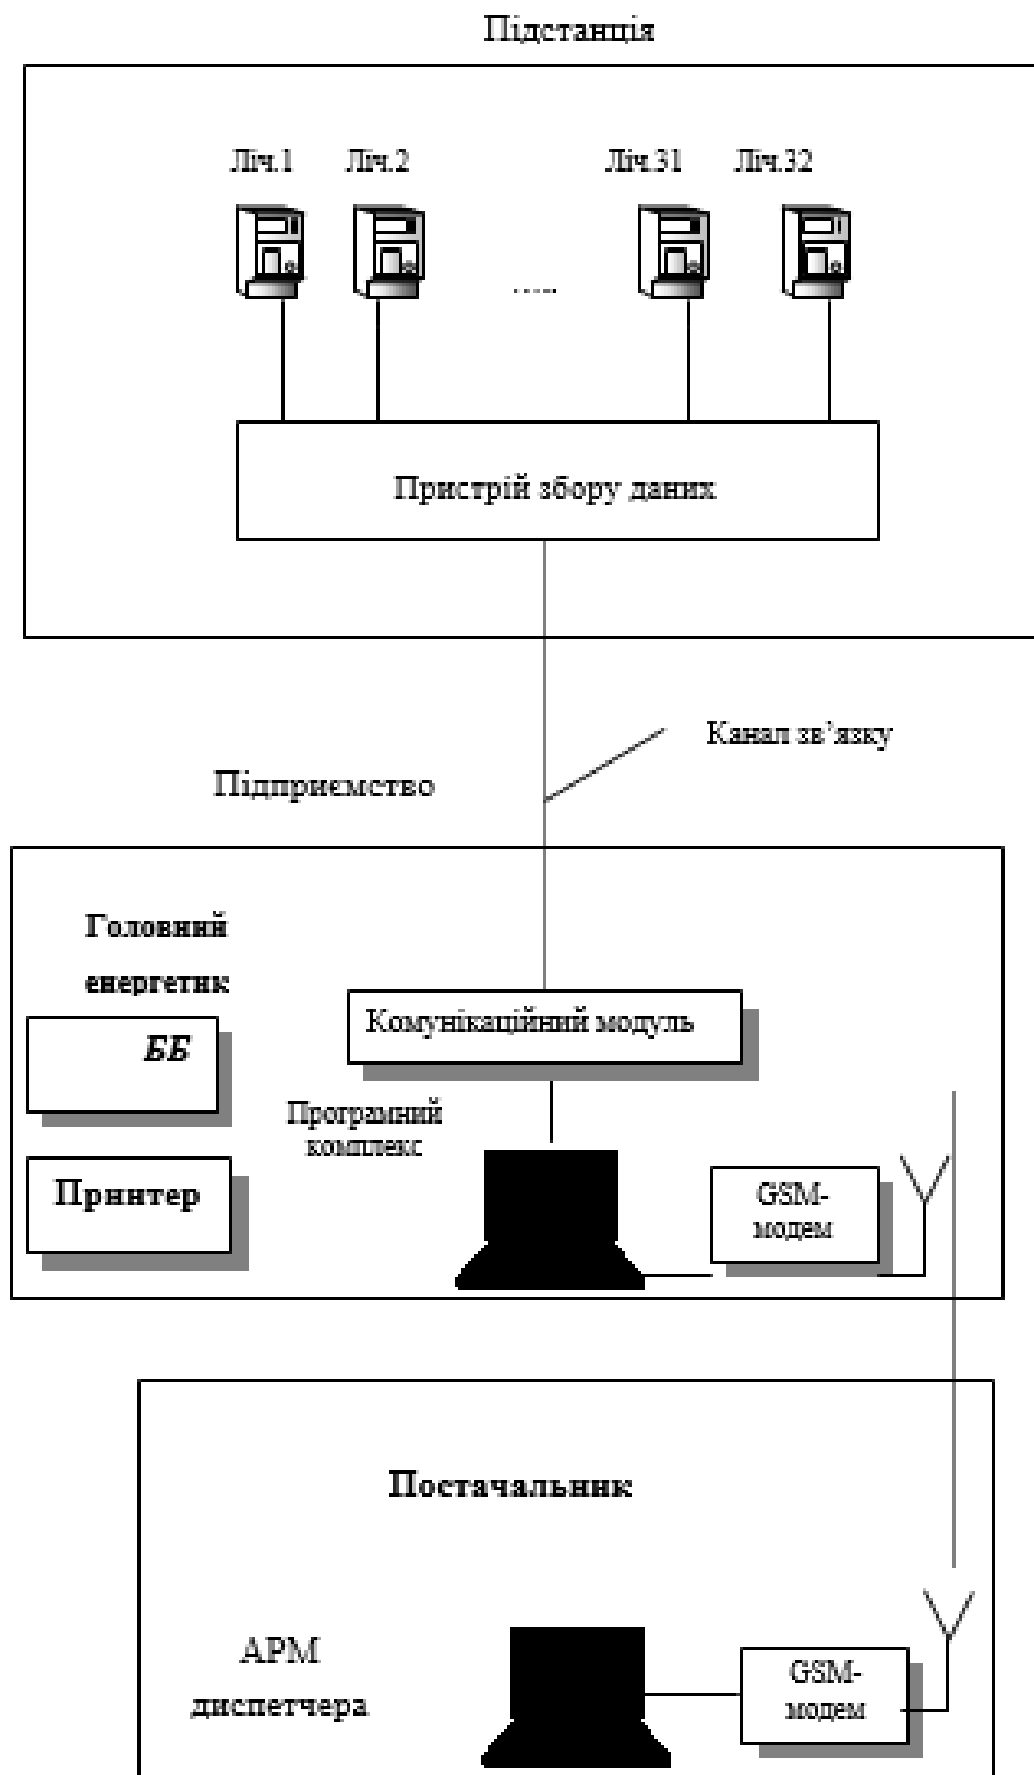 Підстанція
Ліч.1 Ліч.2 Ліч.31 Ліч.32
.....
Пристрій збору даних
Канал зв’язку
Підприємство
Головний
енергетик
ББ
Комунікаційний модуль
Програмний
комплекс
Принтер
GSM-
модем
Постачальник
АРМ
диспетчера
GSM-
модем